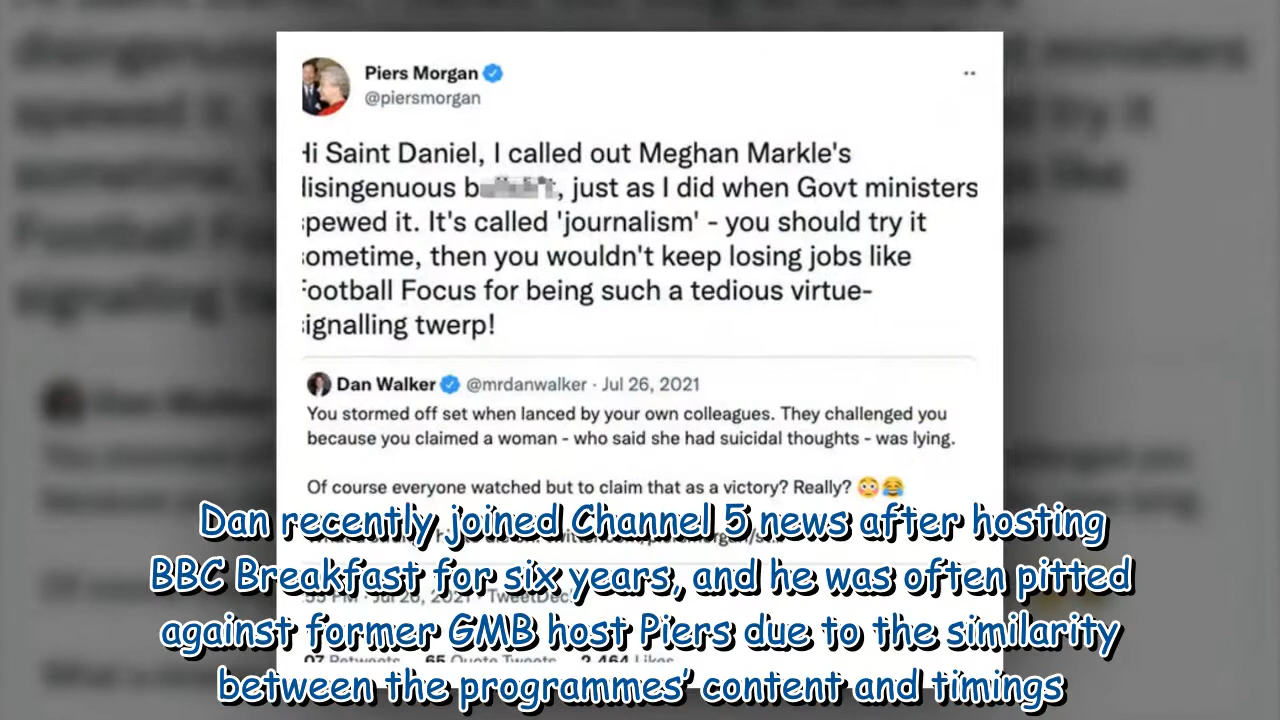 Piers Morgan
@piersmorgan
Hi Saint Daniel, I called out Meghan Markle's
disingenuous, just as I did when Govt ministers
spewed it. It's called 'journalism' - you should try it
sometime, then you wouldn't keep losing jobs like
Football Focus for being such a tedious virtue-
signalling twerp!
Dan Walker @mrdanwalker · Jul 26, 2021
You stormed off set when lanced by your own colleagues. They challenged you
because you claimed a woman - who said she had suicidal thoughts - was lying.
Of course everyone watched but to claim that as a victory? Really? 😳😂
Dan recently joined Channel 5 news after hosting
BBC Breakfast for six years, and he was often pitted
against former GMB host Piers due to the similarity
between the programmes' content and timings